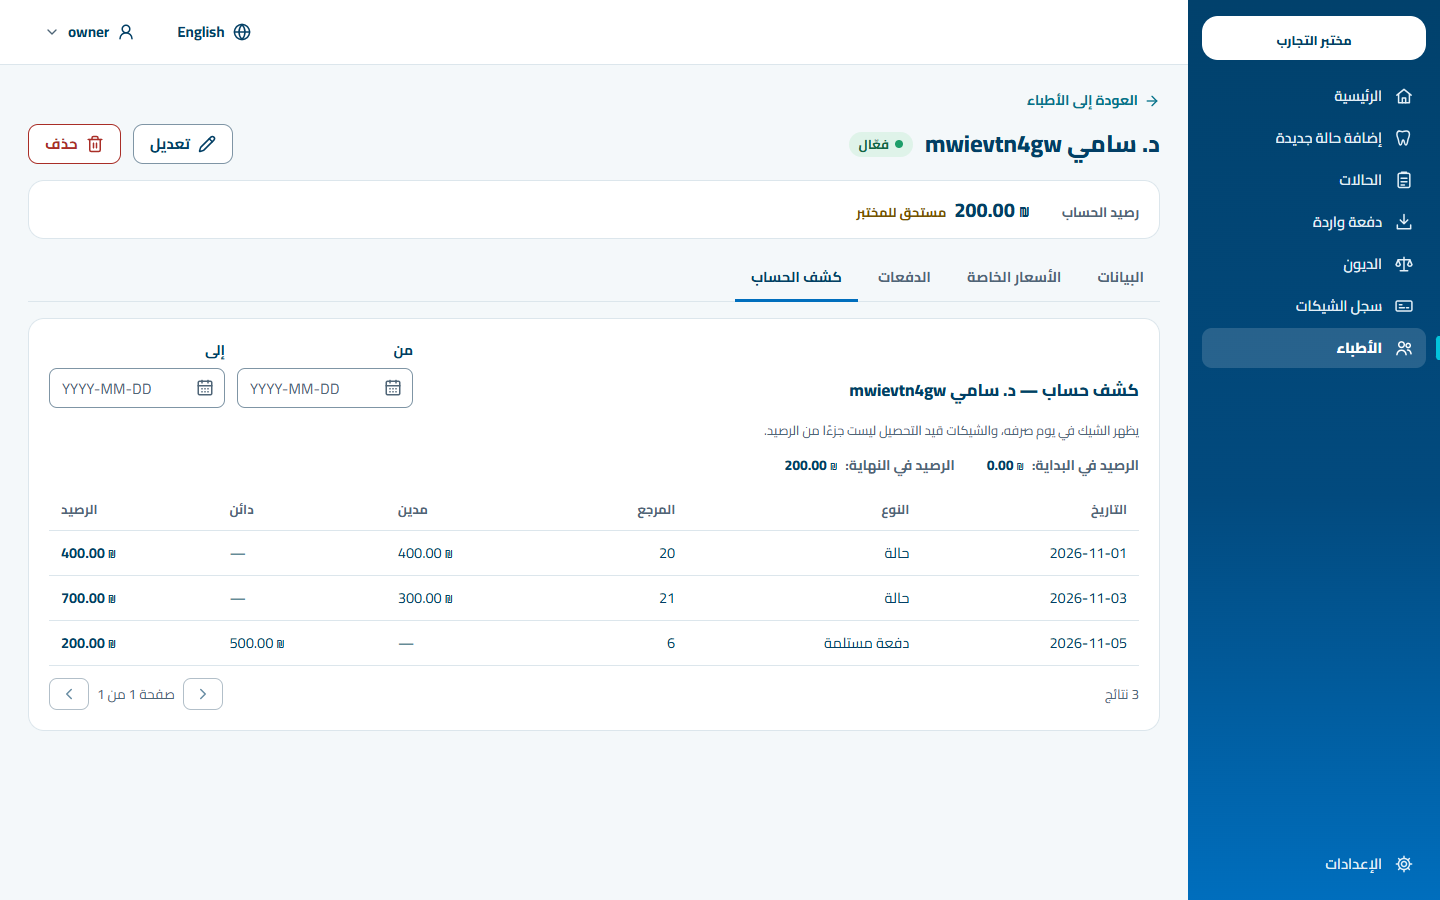 مختبر التجارب
الرئيسية
إضافة حالة جديدة
الحالات
دفعة واردة
الديون
سجل الشيكات
الأطباء
الإعدادات
English
owner
العودة إلى الأطباء
د. سامي mwievtn4gw
فعّال
تعديل
حذف
رصيد الحساب ₪ 200.00 مستحق للمختبر
البيانات
الأسعار الخاصة
الدفعات
كشف الحساب
من
إلى
YYYY-MM-DD
YYYY-MM-DD
كشف حساب — د. سامي mwievtn4gw
يظهر الشيك في يوم صرفه، والشيكات قيد التحصيل ليست جزءًا من الرصيد.
الرصيد في البداية: ₪ 0.00 الرصيد في النهاية: ₪ 200.00
التاريخ النوع المرجع مدين دائن الرصيد
2026-11-01 حالة 20 400.00 ₪ — 400.00 ₪
2026-11-03 حالة 21 300.00 ₪ — 700.00 ₪
2026-11-05 دفعة مستلمة 6 — 500.00 ₪ 200.00 ₪
3 نتائج
صفحة 1 من 1